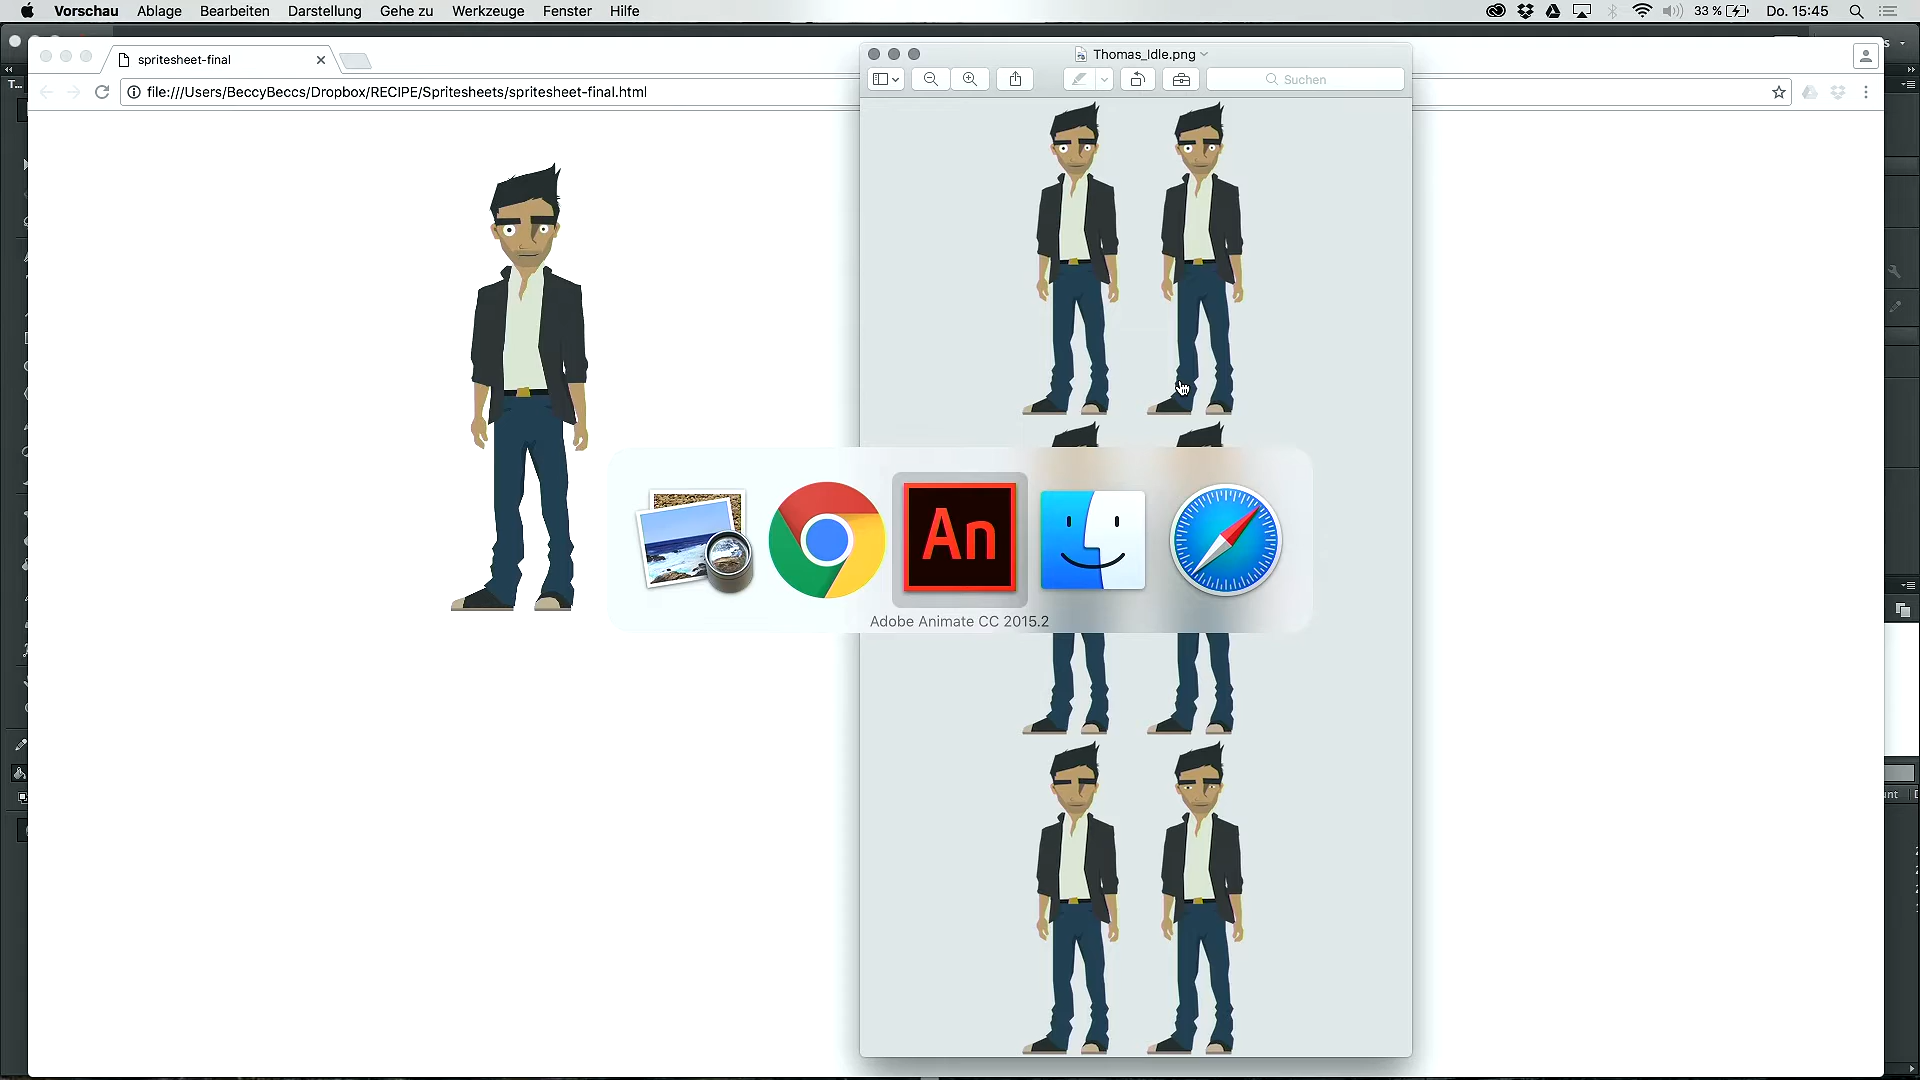 Vorschau Ablage Bearbeiten Darstellung Gehe zu Werkzeuge Fenster Hilfe 33 % Do. 15:45
spritesheet-final
file:///Users/BeccyBeccs/Dropbox/RECIPE/Spritesheets/spritesheet-final.html
Thomas_Idle.png
Suchen
T...
An
Adobe Animate CC 2015.2